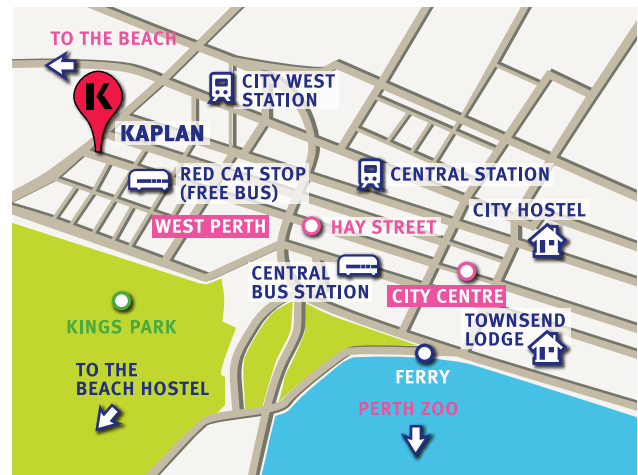 TO THE BEACH
K
KAPLAN
CITY WEST
STATION
RED CAT STOP
(FREE BUS)
CENTRAL STATION
CITY HOSTEL
WEST PERTH
HAY STREET
CENTRAL
BUS STATION
CITY CENTRE
KINGS PARK
TOWNSEND
LODGE
TO THE
BEACH HOSTEL
FERRY
PERTH ZOO